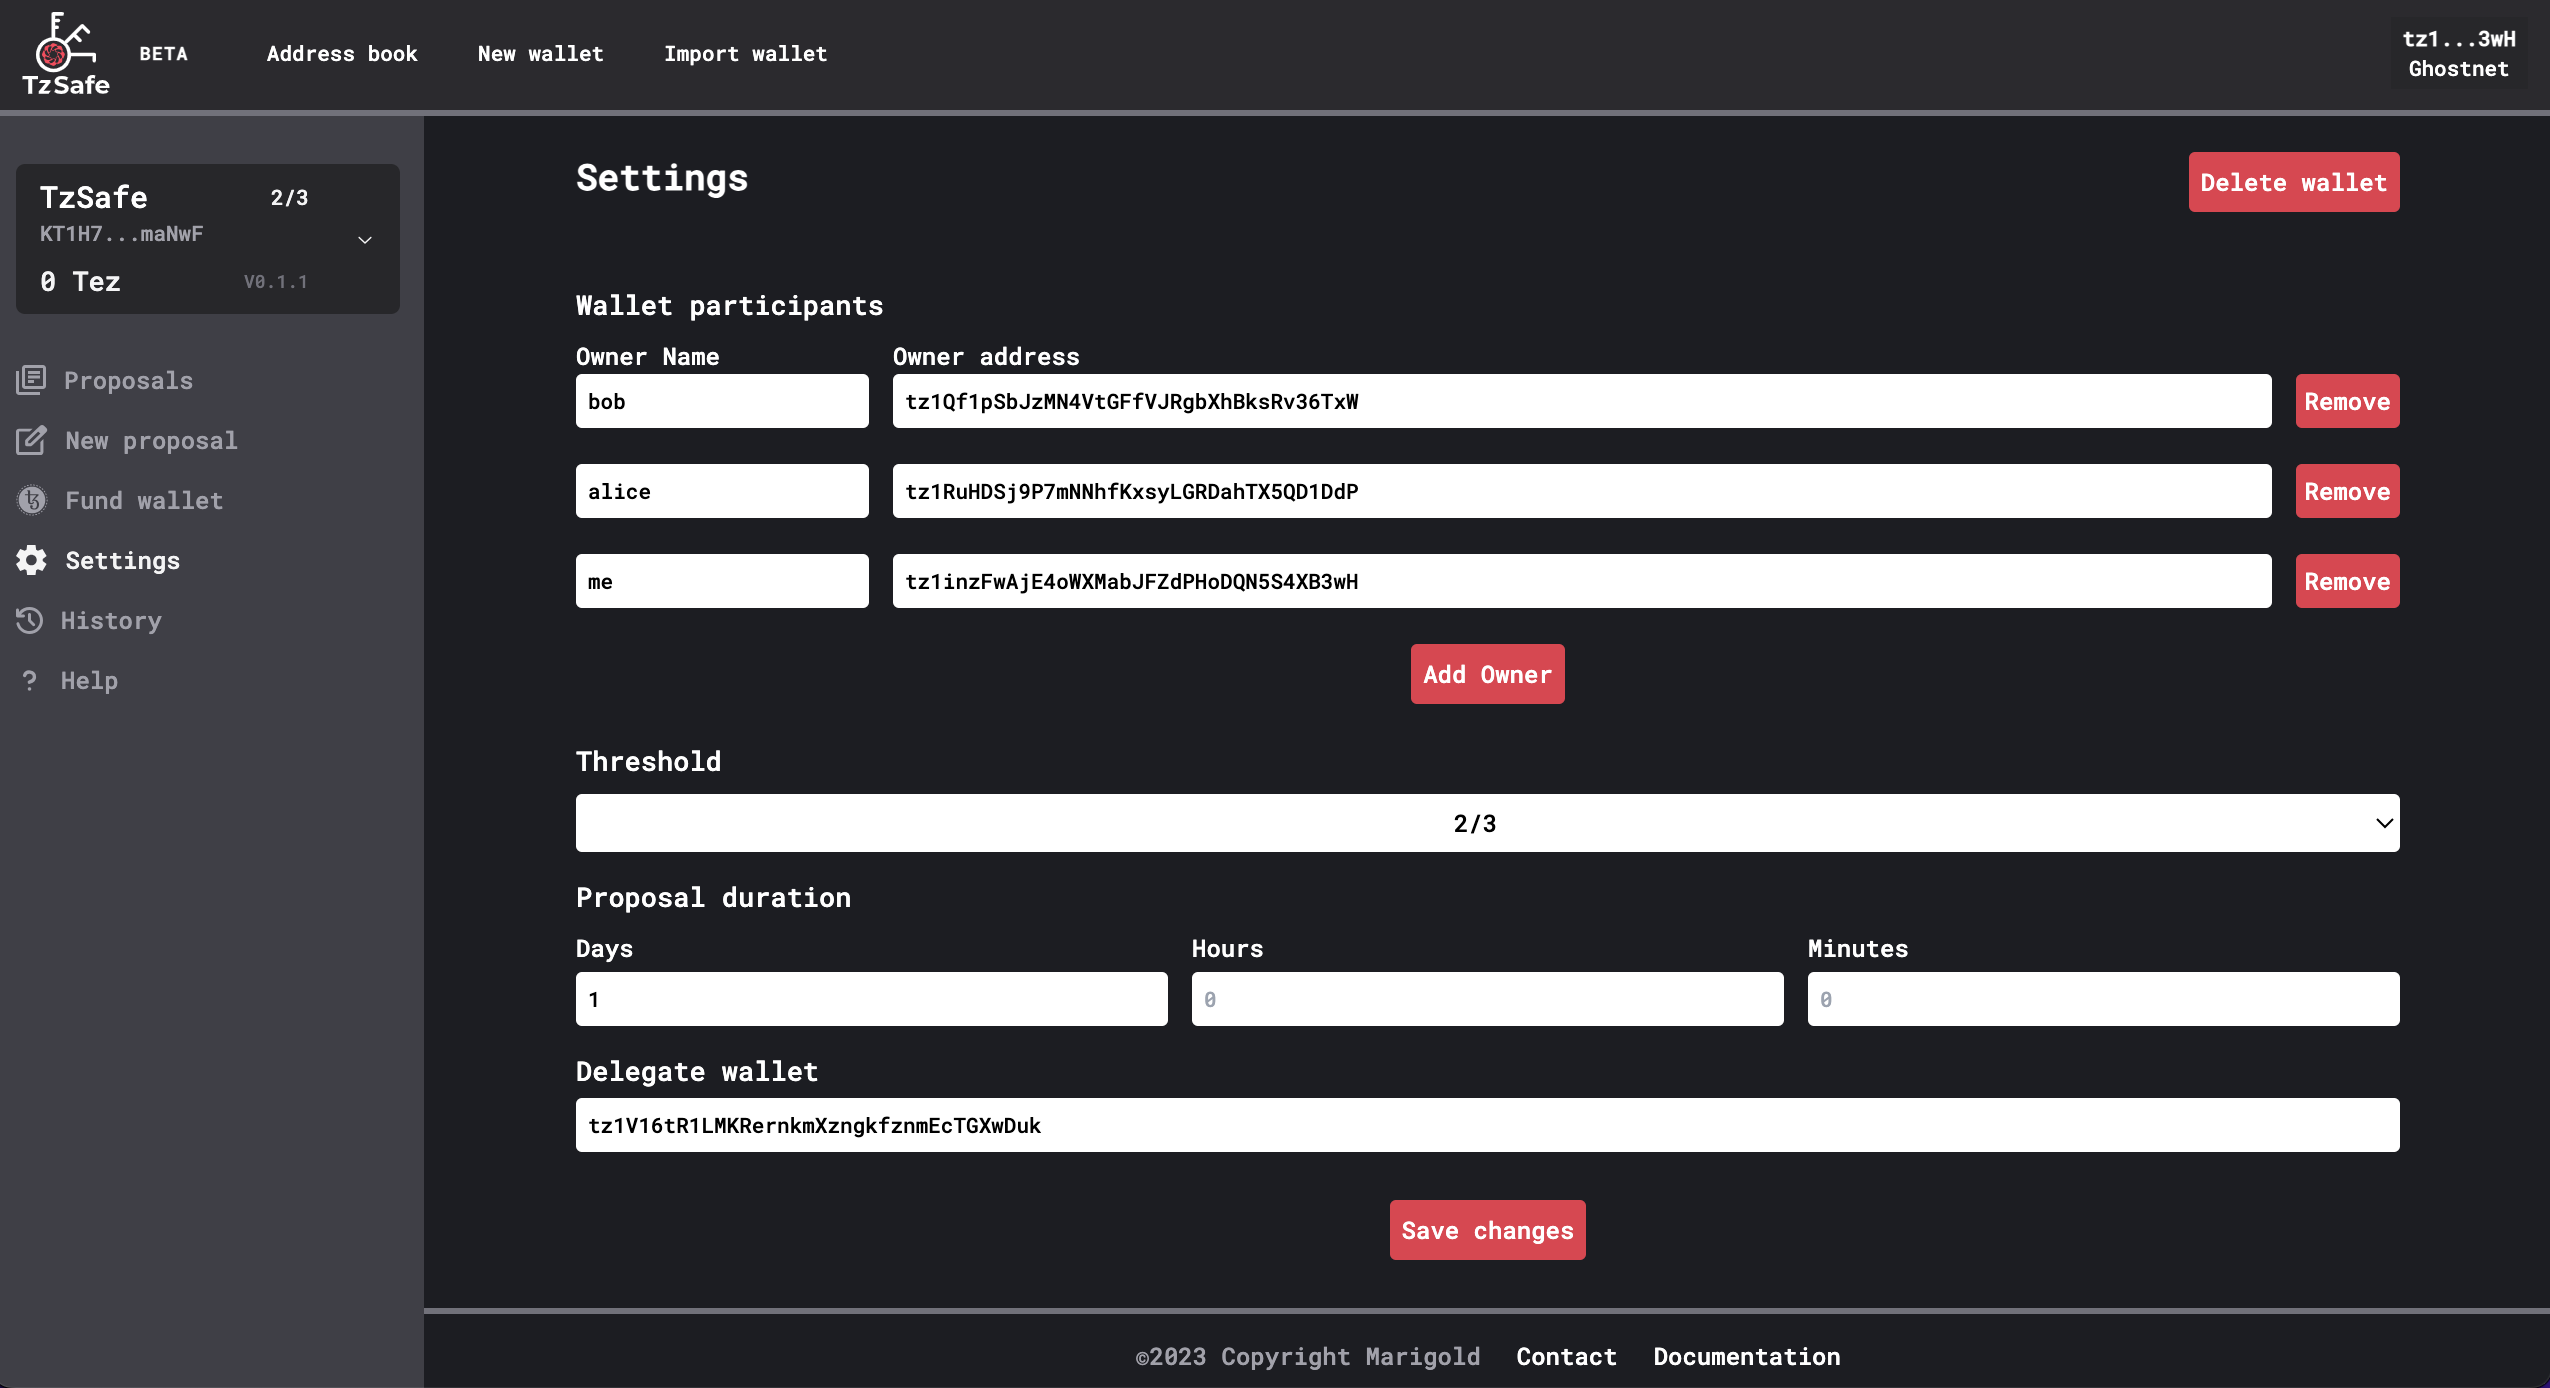 TzSafe
BETA
Address book
New wallet
Import wallet
tz1...3wH
Ghostnet
TzSafe 2/3
KT1H7...maNwF
0 Tez V0.1.1
Proposals
New proposal
Fund wallet
Settings
History
Help
Settings
Delete wallet
Wallet participants
Owner Name Owner address
bob tz1Qf1pSbJzMN4VtGFfVJRgbXhBksRv36TxW Remove
alice tz1RuHDSj9P7mNNhfKxsyLGRDahTX5QD1DdP Remove
me tz1inzFwAjE4oWXMabJFZdPHoDQN5S4XB3wH Remove
Add Owner
Threshold
2/3
Proposal duration
Days Hours Minutes
1 0 0
Delegate wallet
tz1V16tR1LMKRernkmXzngkfznmEcTGXwDuk
Save changes
©2023 Copyright Marigold Contact Documentation